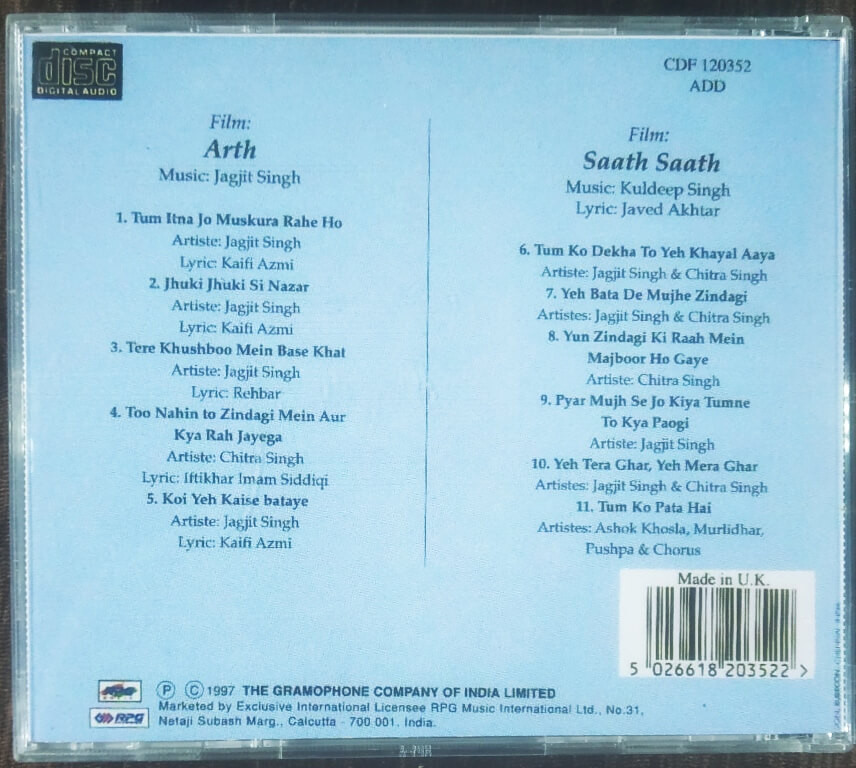 COMPACT
disc
DIGITAL AUDIO
CDF 120352
ADD
Film:
Arth
Music: Jagjit Singh
1. Tum Itna Jo Muskura Rahe Ho
Artiste: Jagjit Singh
Lyric: Kaifi Azmi
2. Jhuki Jhuki Si Nazar
Artiste: Jagjit Singh
Lyric: Kaifi Azmi
3. Tere Khushboo Mein Base Khat
Artiste: Jagjit Singh
Lyric: Rehbar
4. Too Nahin to Zindagi Mein Aur
Kya Rah Jayega
Artiste: Chitra Singh
Lyric: Iftikhar Imam Siddiqi
5. Koi Yeh Kaise bataye
Artiste: Jagjit Singh
Lyric: Kaifi Azmi
Film:
Saath Saath
Music: Kuldeep Singh
Lyric: Javed Akhtar
6. Tum Ko Dekha To Yeh Khayal Aaya
Artiste: Jagjit Singh & Chitra Singh
7. Yeh Bata De Mujhe Zindagi
Artistes: Jagjit Singh & Chitra Singh
8. Yun Zindagi Ki Raah Mein
Majboor Ho Gaye
Artiste: Chitra Singh
9. Pyar Mujh Se Jo Kiya Tumne
To Kya Paogi
Artiste: Jagjit Singh
10. Yeh Tera Ghar, Yeh Mera Ghar
Artistes: Jagjit Singh & Chitra Singh
11. Tum Ko Pata Hai
Artistes: Ashok Khosla, Murlidhar,
Pushpa & Chorus
Made in U.K.
5 026618 203522 >
Ⓟ Ⓒ 1997 THE GRAMOPHONE COMPANY OF INDIA LIMITED
Marketed by Exclusive International Licensee RPG Music International Ltd., No.31,
Netaji Subash Marg., Calcutta - 700 001. India.
RPG